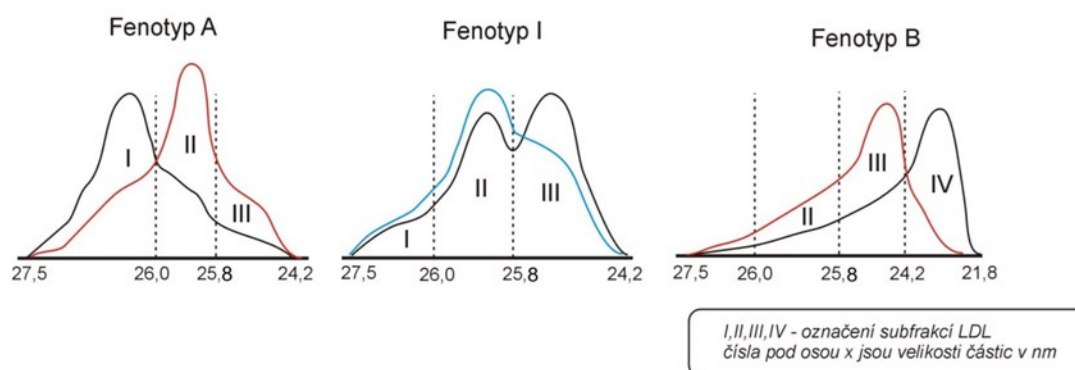 Fenotyp A
I
II
III
27,5 26,0 25,8 24,2
Fenotyp I
I
II
III
27,5 26,0 25,8 24,2
Fenotyp B
II
III
IV
27,5 26,0 25,8 24,2 21,8
I,II,III,IV - označení subfrakcí LDL
čísla pod osou x jsou velikosti částic v nm